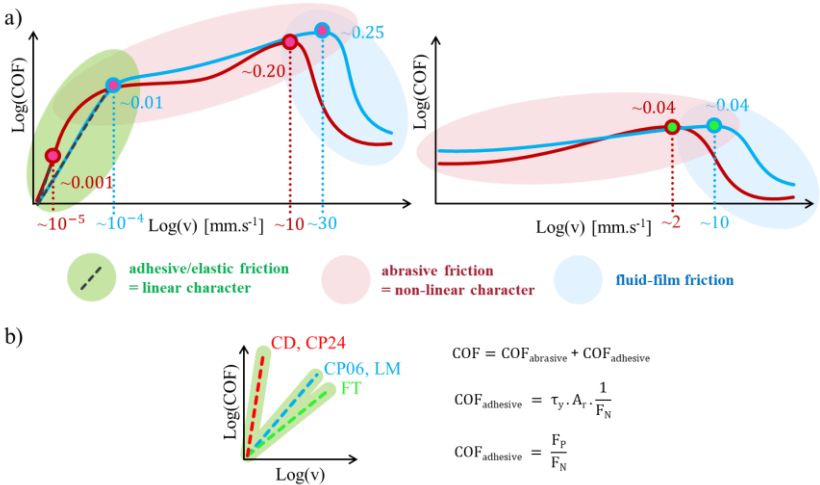 a)
Log(COF)
~0.25
~0.20
~0.01
~0.001
~10⁻⁵
~10⁻⁴
Log(v) [mm.s⁻¹]
~10
~30
Log(COF)
~0.04
~0.04
Log(v) [mm.s⁻¹]
~2
~10
adhesive/elastic friction
= linear character
abrasive friction
= non-linear character
fluid-film friction
b)
Log(COF)
CD, CP24
CP06, LM
FT
Log(v)
COF = COF_abrasive + COF_adhesive
COF_adhesive = τ_y . A_r . 1/F_N
COF_adhesive = F_P/F_N